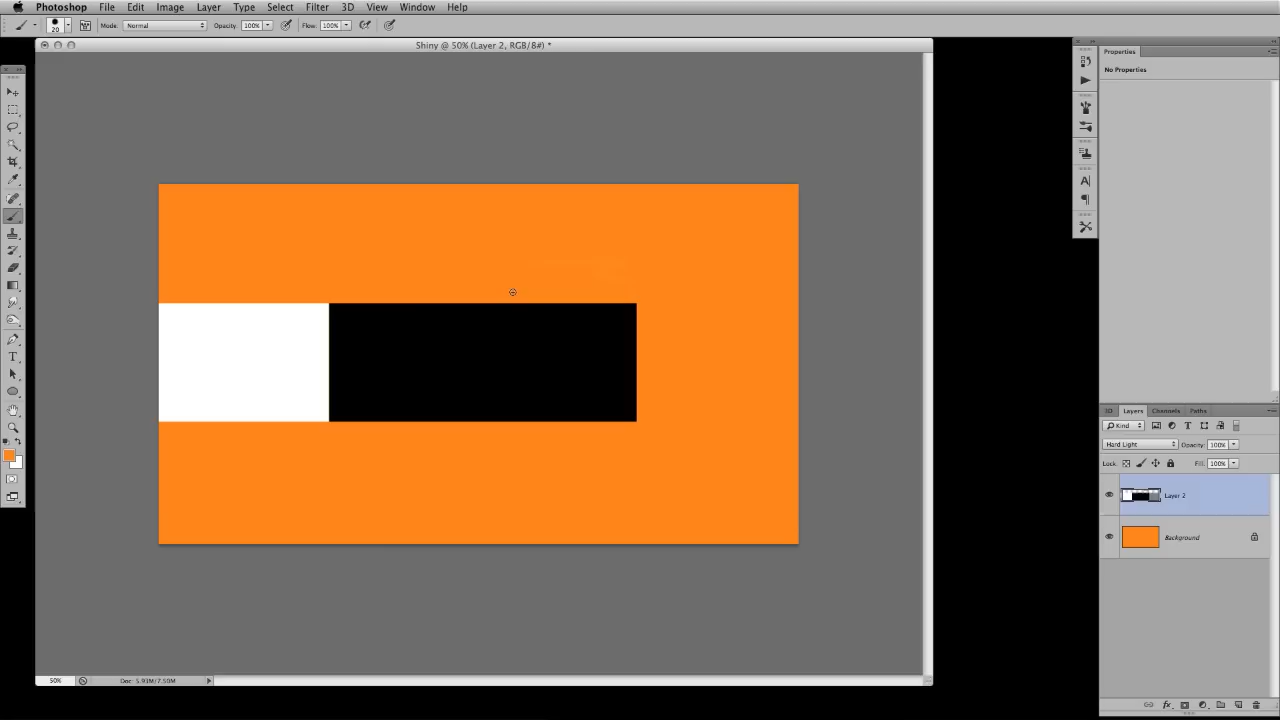 Photoshop File Edit Image Layer Type Select Filter 3D View Window Help
20 Mode: Normal Opacity: 100% Flow: 100%
Shiny @ 50% (Layer 2, RGB/8#) *
Properties
No Properties
3D Layers Channels Paths
Kind
Hard Light Opacity: 100%
Lock: Fill: 100%
Layer 2
Background
50% Doc: 5.93M/7.50M